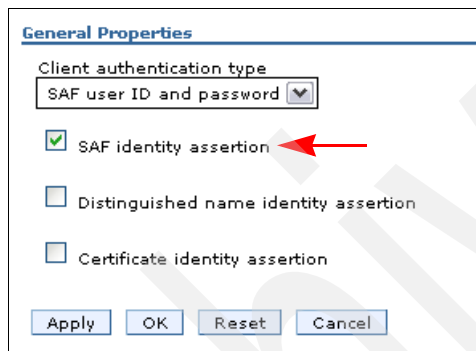 General Properties
Client authentication type
SAF user ID and password
SAF identity assertion
Distinguished name identity assertion
Certificate identity assertion
Apply OK Reset Cancel